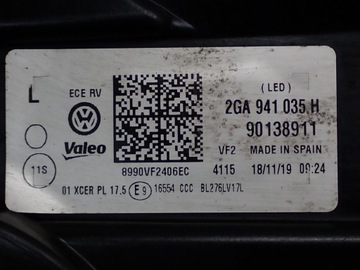 L
ECE RV
(LED)
2GA 941 035 H
90138911
Valeo
VF2 MADE IN SPAIN
11S
8990VF2406EC
4115 18/11/19 09:24
01 XCER PL 17.5 E9 16554 CCC BL276LV17L